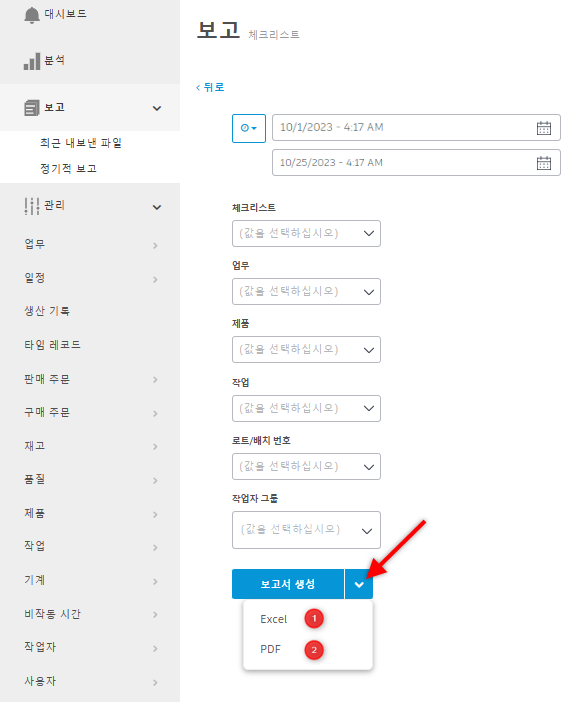 대시보드
분석
보고
최근 내보낸 파일
정기적 보고
관리
업무
일정
생산 기록
타임 레코드
판매 주문
구매 주문
재고
품질
제품
작업
기계
비작동 시간
작업자
사용자
보고 체크리스트
‹ 뒤로
10/1/2023 - 4:17 AM
10/25/2023 - 4:17 AM
체크리스트
(값을 선택하십시오)
업무
(값을 선택하십시오)
제품
(값을 선택하십시오)
작업
(값을 선택하십시오)
로트/배치 번호
(값을 선택하십시오)
작업자 그룹
(값을 선택하십시오)
보고서 생성
Excel 1
PDF 2